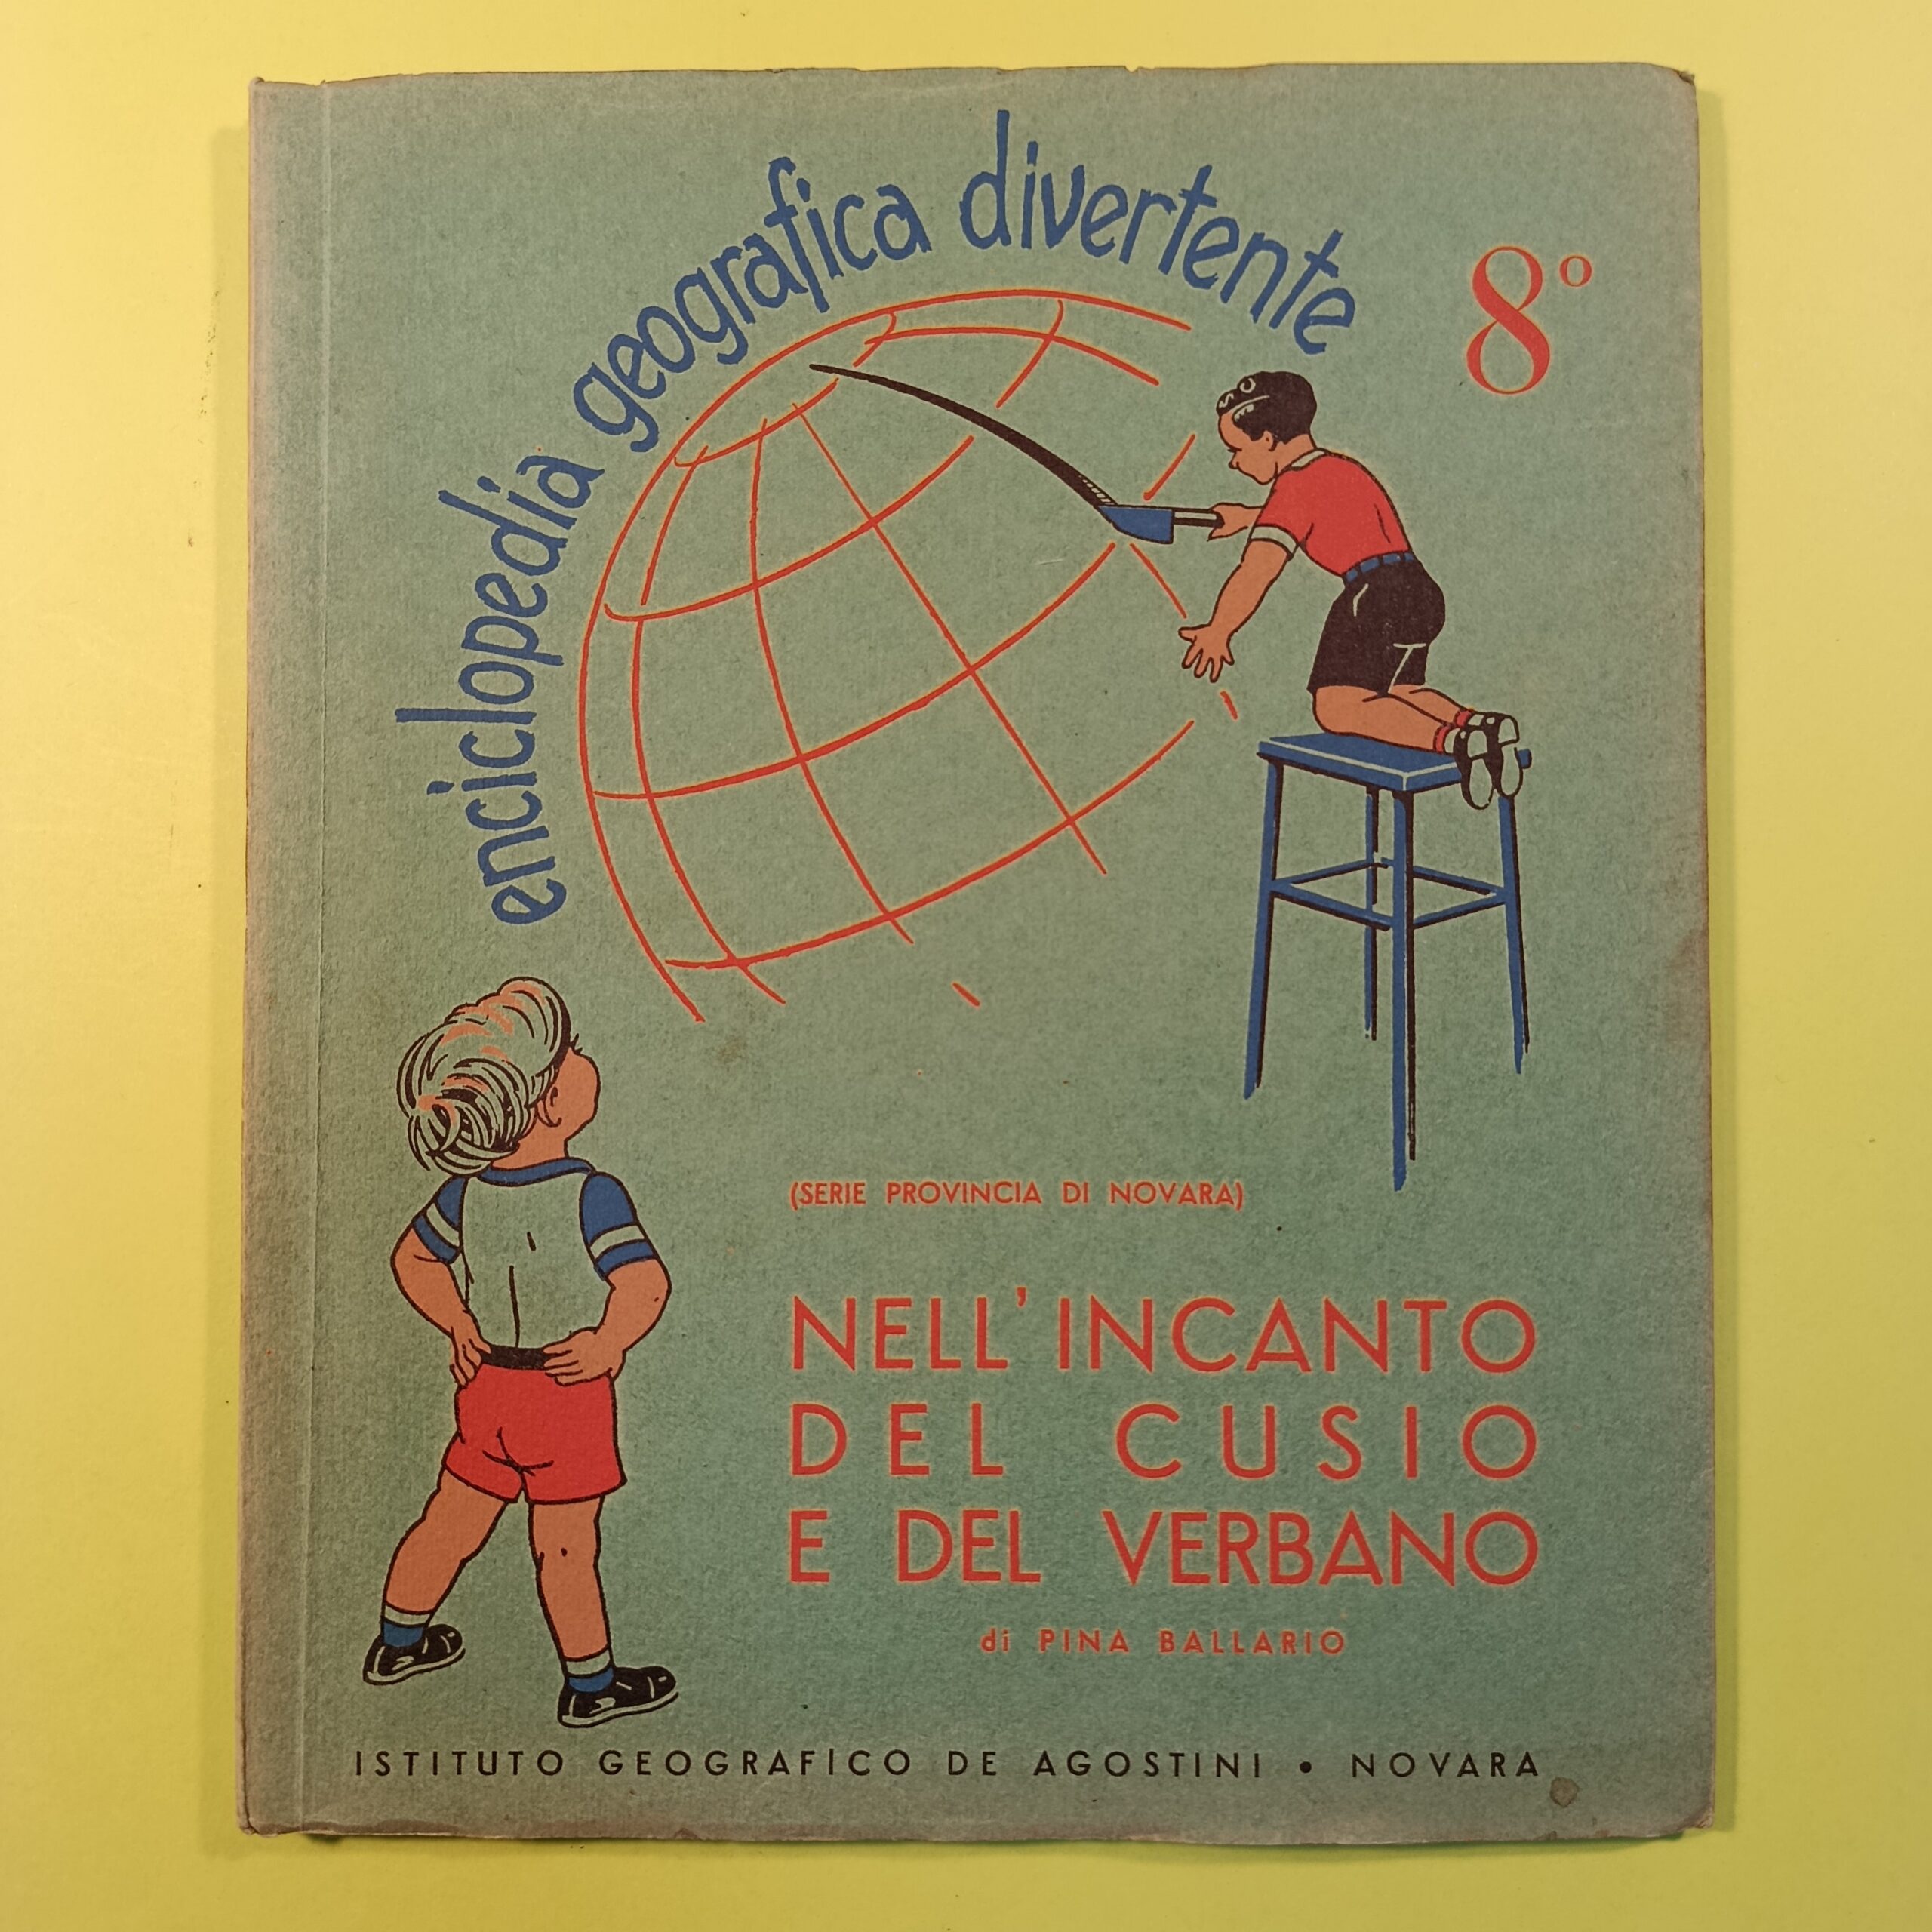 enciclopedia geografica divertente
8º
(SERIE PROVINCIA DI NOVARA)
NELL'INCANTO
DEL CUSIO
E DEL VERBANO
di PINA BALLARIO
ISTITUTO GEOGRAFICO DE AGOSTINI • NOVARA